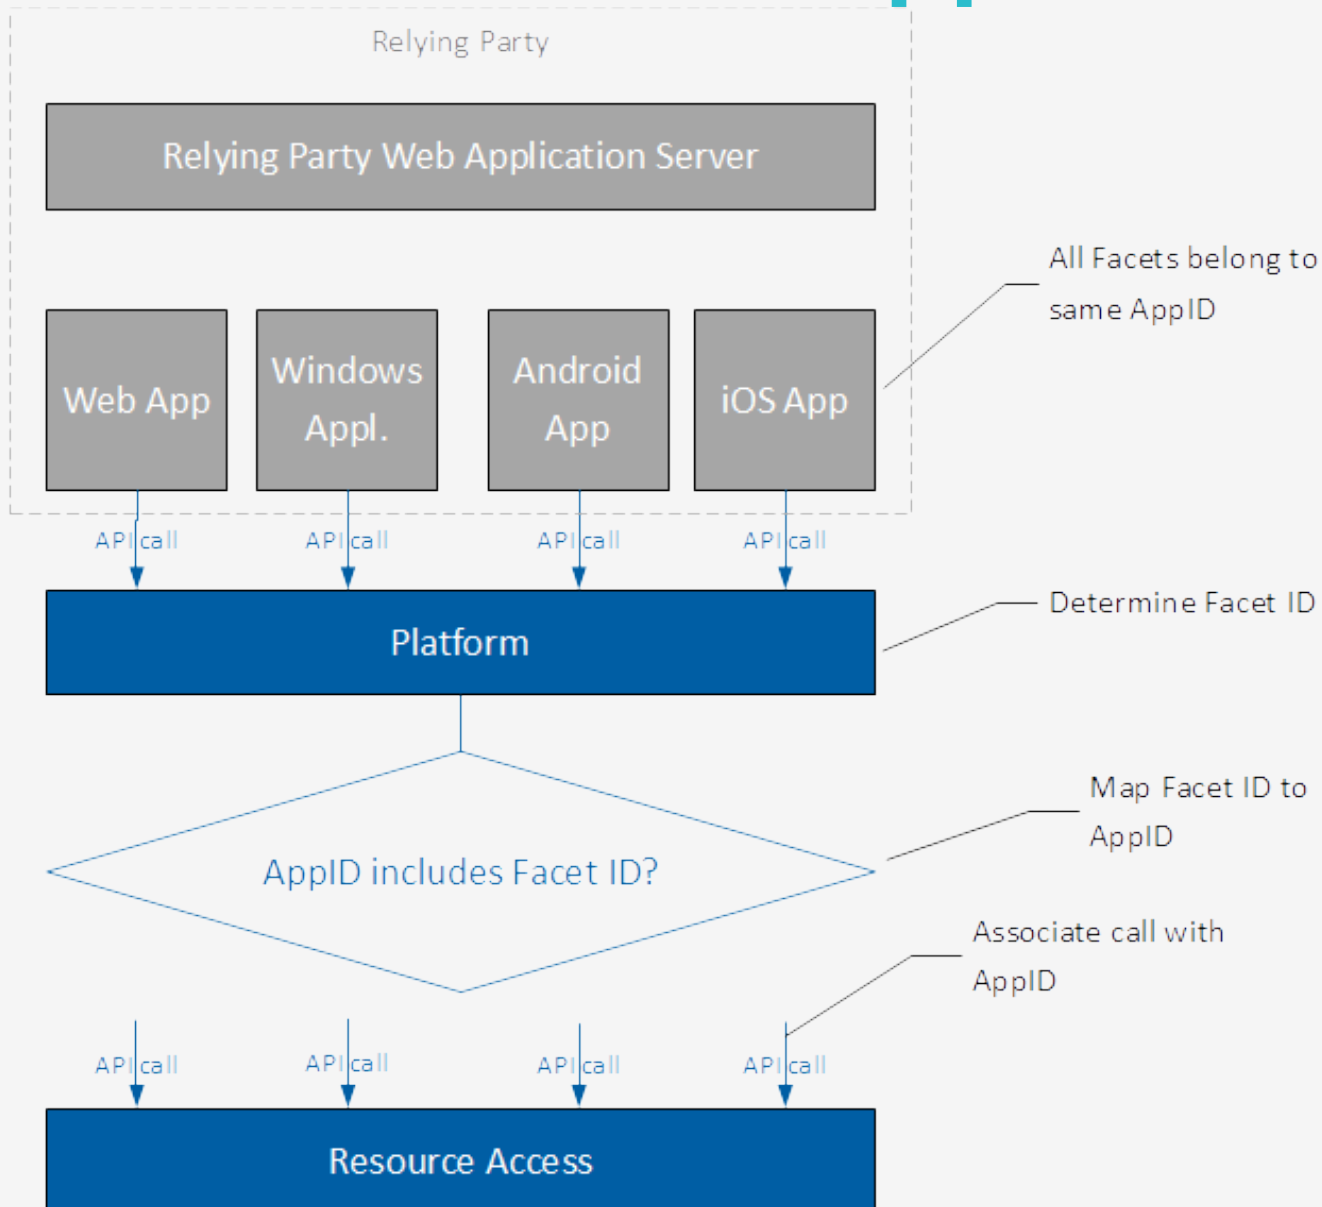 Relying Party
Relying Party Web Application Server
All Facets belong to
same AppID
Web App
Windows
Appl.
Android
App
iOS App
API call
API call
API call
API call
Platform
Determine Facet ID
AppID includes Facet ID?
Map Facet ID to
AppID
Associate call with
AppID
API call
API call
API call
API call
Resource Access